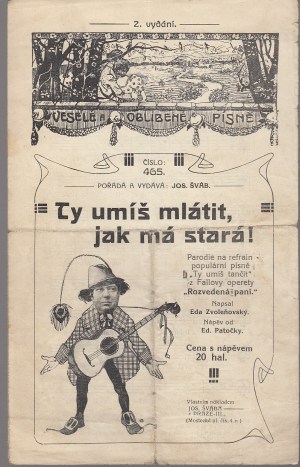 2. vydání.
VESELÉ A OBLÍBENÉ PÍSNĚ
ČÍSLO:
465.
POŘÁDÁ A VYDÁVÁ: JOS. ŠVÁB.
Ty umíš mlátit,
jak má stará!
Parodie na refrain
populární písně
„Ty umíš tančit“
z Fallovy operety
„Rozvedená paní.“
Napsal
Eda Zvoleňovský.
Nápěv od
Ed. Patočky.
Cena s nápěvem
20 hal.
Vlastním nákladem
JOS. ŠVÁBA
v PRAZE-III.,